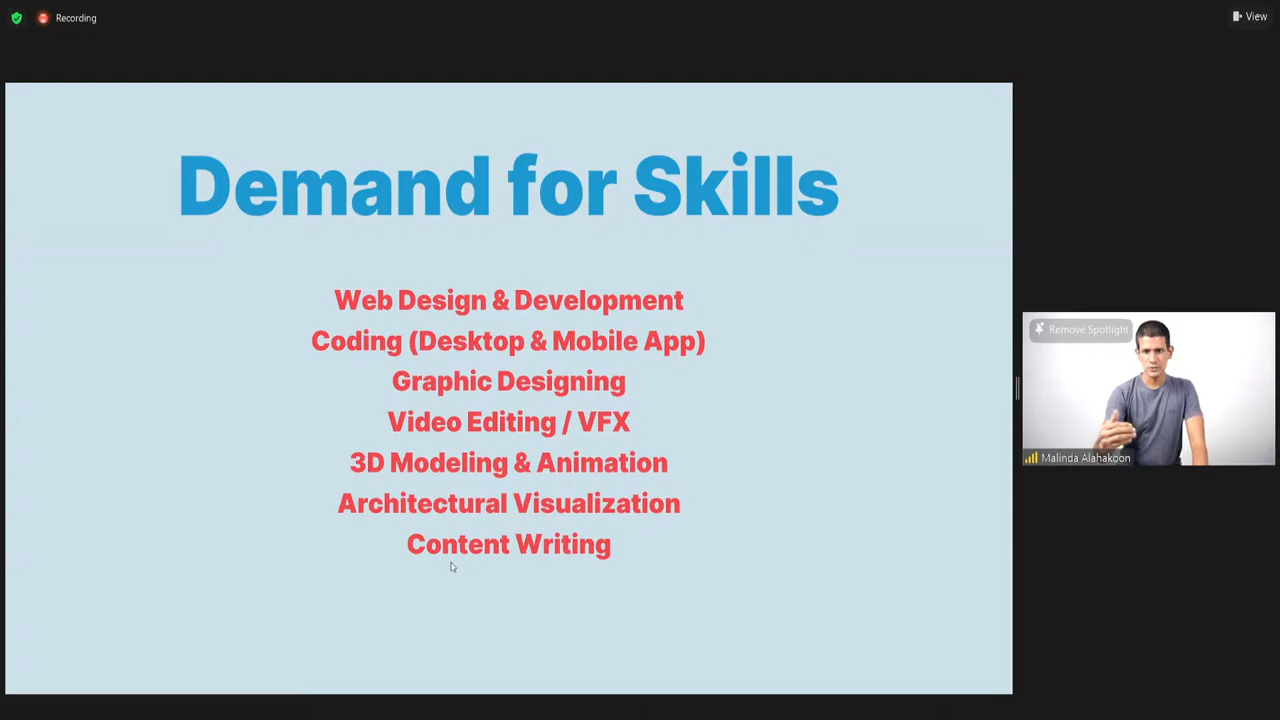 Recording
View
Demand for Skills
Web Design & Development
Coding (Desktop & Mobile App)
Graphic Designing
Video Editing / VFX
3D Modeling & Animation
Architectural Visualization
Content Writing
Remove Spotlight
Malinda Alahakoon